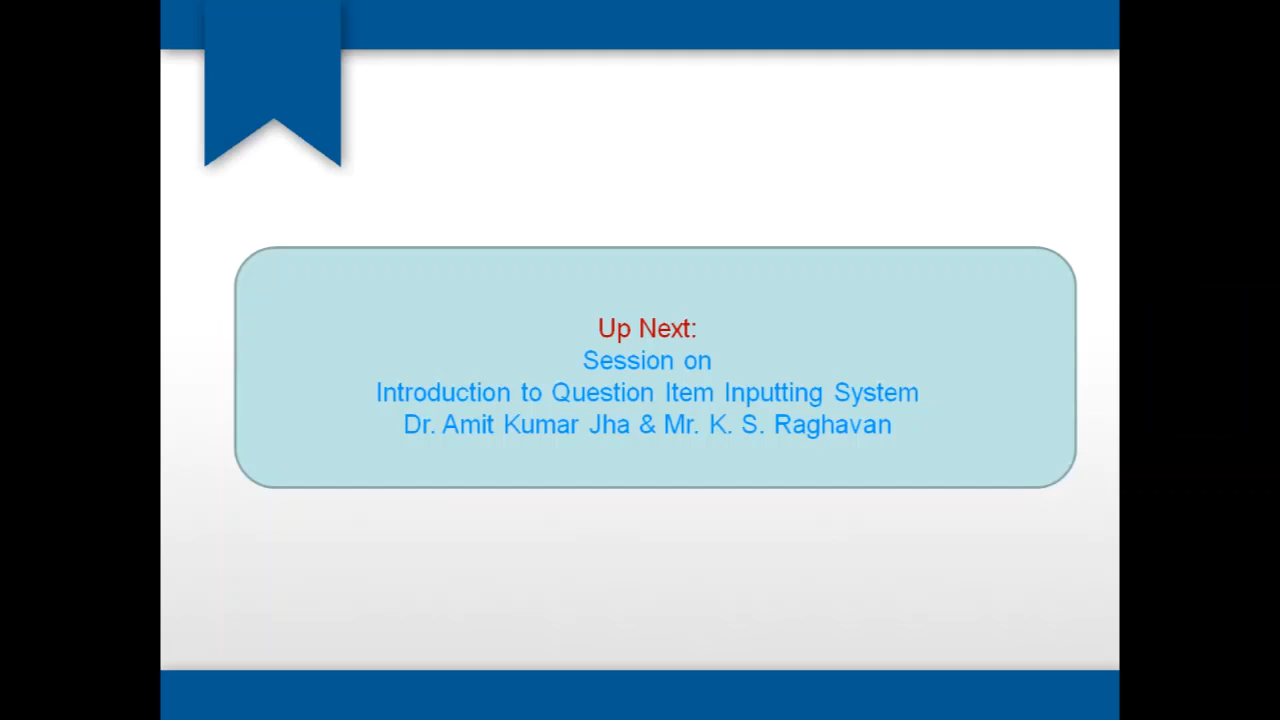 Up Next:
Session on
Introduction to Question Item Inputting System
Dr. Amit Kumar Jha & Mr. K. S. Raghavan